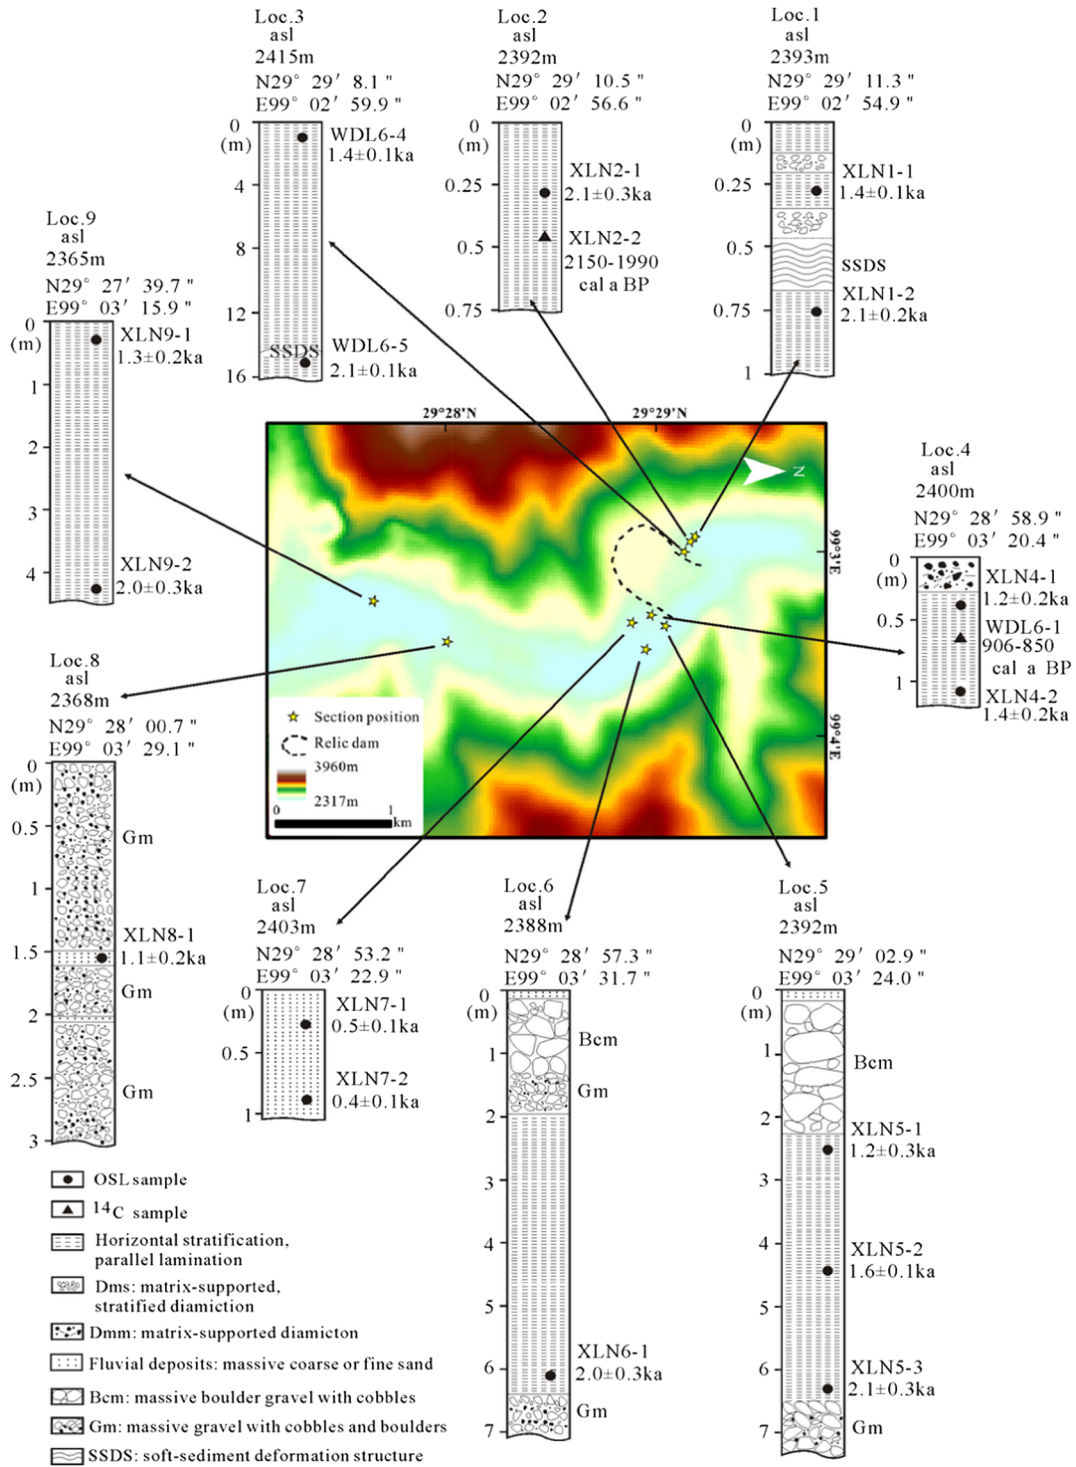 Loc.3
asl
2415m
N29° 29′ 8.1 "
E99° 02′ 59.9 "
0
(m)
4
8
12
16
WDL6-4
1.4±0.1ka
SSDS
WDL6-5
2.1±0.1ka
Loc.2
asl
2392m
N29° 29′ 10.5 "
E99° 02′ 56.6 "
0
(m)
0.25
0.5
0.75
XLN2-1
2.1±0.3ka
XLN2-2
2150-1990
cal a BP
Loc.1
asl
2393m
N29° 29′ 11.3 "
E99° 02′ 54.9 "
0
(m)
0.25
0.5
0.75
1
XLN1-1
1.4±0.1ka
SSDS
XLN1-2
2.1±0.2ka
Loc.9
asl
2365m
N29° 27′ 39.7 "
E99° 03′ 15.9 "
0
(m)
1
2
3
4
XLN9-1
1.3±0.2ka
XLN9-2
2.0±0.3ka
29°28'N
29°29'N
N
99°3'E
99°4'E
Section position
Relic dam
3960m
2317m
0
1
km
Loc.4
asl
2400m
N29° 28′ 58.9 "
E99° 03′ 20.4 "
0
(m)
0.5
1
XLN4-1
1.2±0.2ka
WDL6-1
906-850
cal a BP
XLN4-2
1.4±0.2ka
Loc.8
asl
2368m
N29° 28′ 00.7 "
E99° 03′ 29.1 "
0
(m)
0.5
1
1.5
2
2.5
3
Gm
XLN8-1
1.1±0.2ka
Gm
Gm
Loc.7
asl
2403m
N29° 28′ 53.2 "
E99° 03′ 22.9 "
0
(m)
0.5
1
XLN7-1
0.5±0.1ka
XLN7-2
0.4±0.1ka
Loc.6
asl
2388m
N29° 28′ 57.3 "
E99° 03′ 31.7 "
0
(m)
1
2
3
4
5
6
7
Bcm
Gm
XLN6-1
2.0±0.3ka
Gm
Loc.5
asl
2392m
N29° 29′ 02.9 "
E99° 03′ 24.0 "
0
(m)
1
2
3
4
5
6
7
Bcm
XLN5-1
1.2±0.3ka
XLN5-2
1.6±0.1ka
XLN5-3
2.1±0.3ka
Gm
OSL sample
14C sample
Horizontal stratification,
parallel lamination
Dms: matrix-supported,
stratified diamiction
Dmm: matrix-supported diamicton
Fluvial deposits: massive coarse or fine sand
Bcm: massive boulder gravel with cobbles
Gm: massive gravel with cobbles and boulders
SSDS: soft-sediment deformation structure